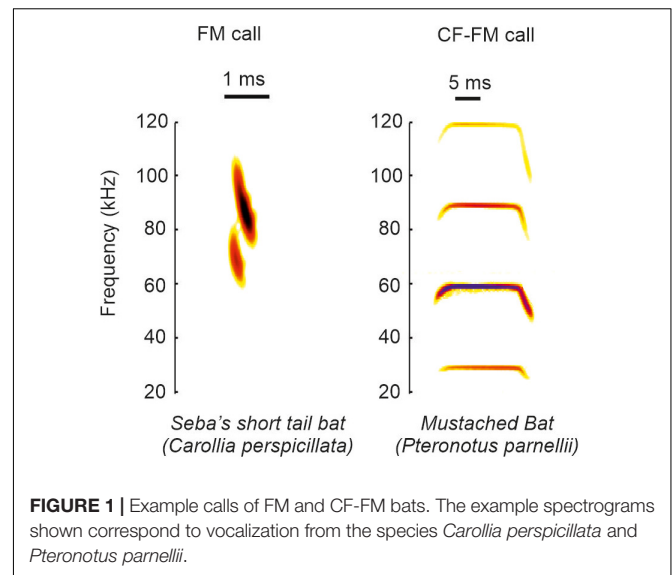 FM call
CF-FM call
1 ms
5 ms
Frequency (kHz)
120
100
80
60
40
20
120
100
80
60
40
20
Seba's short tail bat
(Carollia perspicillata)
Mustached Bat
(Pteronotus parnellii)
FIGURE 1 | Example calls of FM and CF-FM bats. The example spectrograms
shown correspond to vocalization from the species Carollia perspicillata and
Pteronotus parnellii.